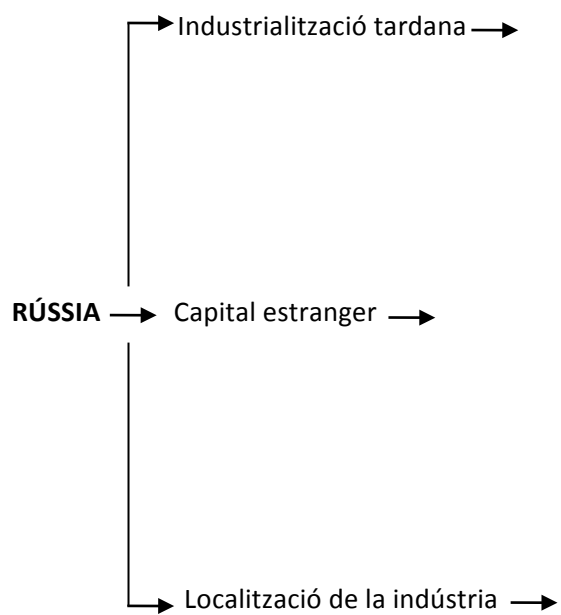 Industrialització tardana
RÚSSIA
Capital estranger
Localització de la indústria